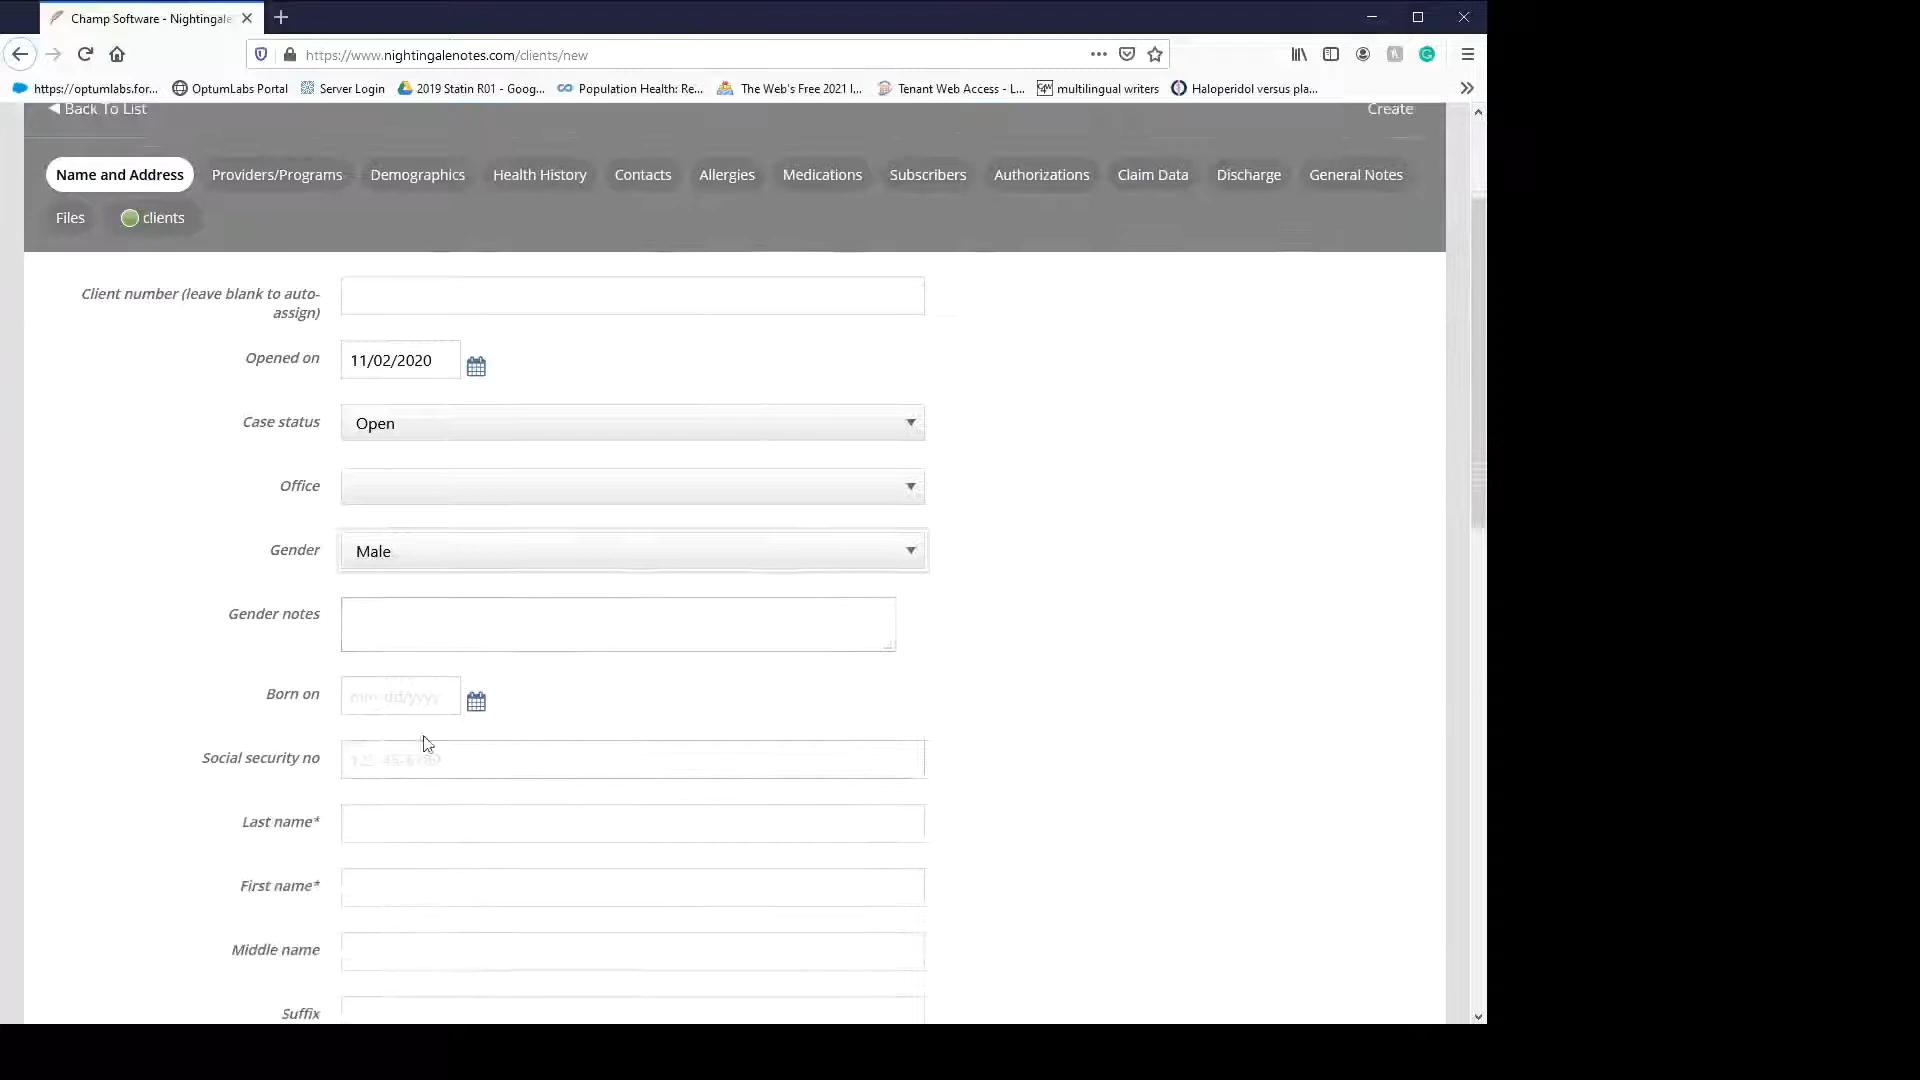 Champ Software - Nightingale
https://www.nightingalenotes.com/clients/new
https://optumlabs.for...
OptumLabs Portal
Server Login
2019 Statin R01 - Goog...
Population Health: Re...
The Web's Free 2021 I...
Tenant Web Access - L...
multilingual writers
Haloperidol versus pla...
Back To List
Create
Name and Address
Providers/Programs
Demographics
Health History
Contacts
Allergies
Medications
Subscribers
Authorizations
Claim Data
Discharge
General Notes
Files
clients
Client number (leave blank to auto-
assign)
Opened on
11/02/2020
Case status
Open
Office
Gender
Male
Gender notes
Born on
mm/dd/yyyy
Social security no
Last name*
First name*
Middle name
Suffix